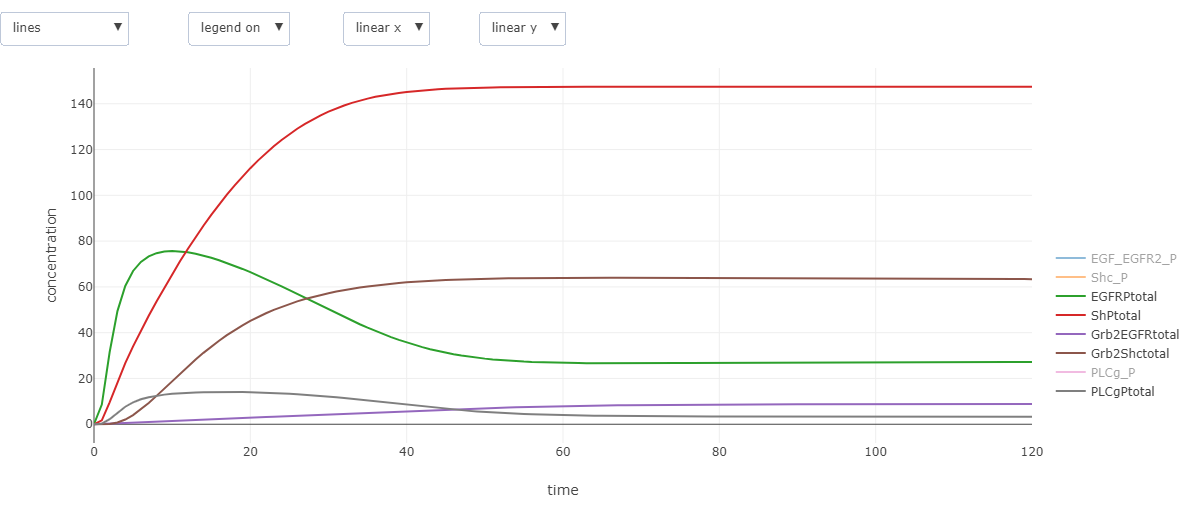 lines ▼ legend on ▼ linear x ▼ linear y ▼
140
120
100
80
60
40
20
0
concentration
0 20 40 60 80 100 120
time
EGF_EGFR2_P
Shc_P
EGFRPtotal
ShPtotal
Grb2EGFRtotal
Grb2Shctotal
PLCg_P
PLCgPtotal